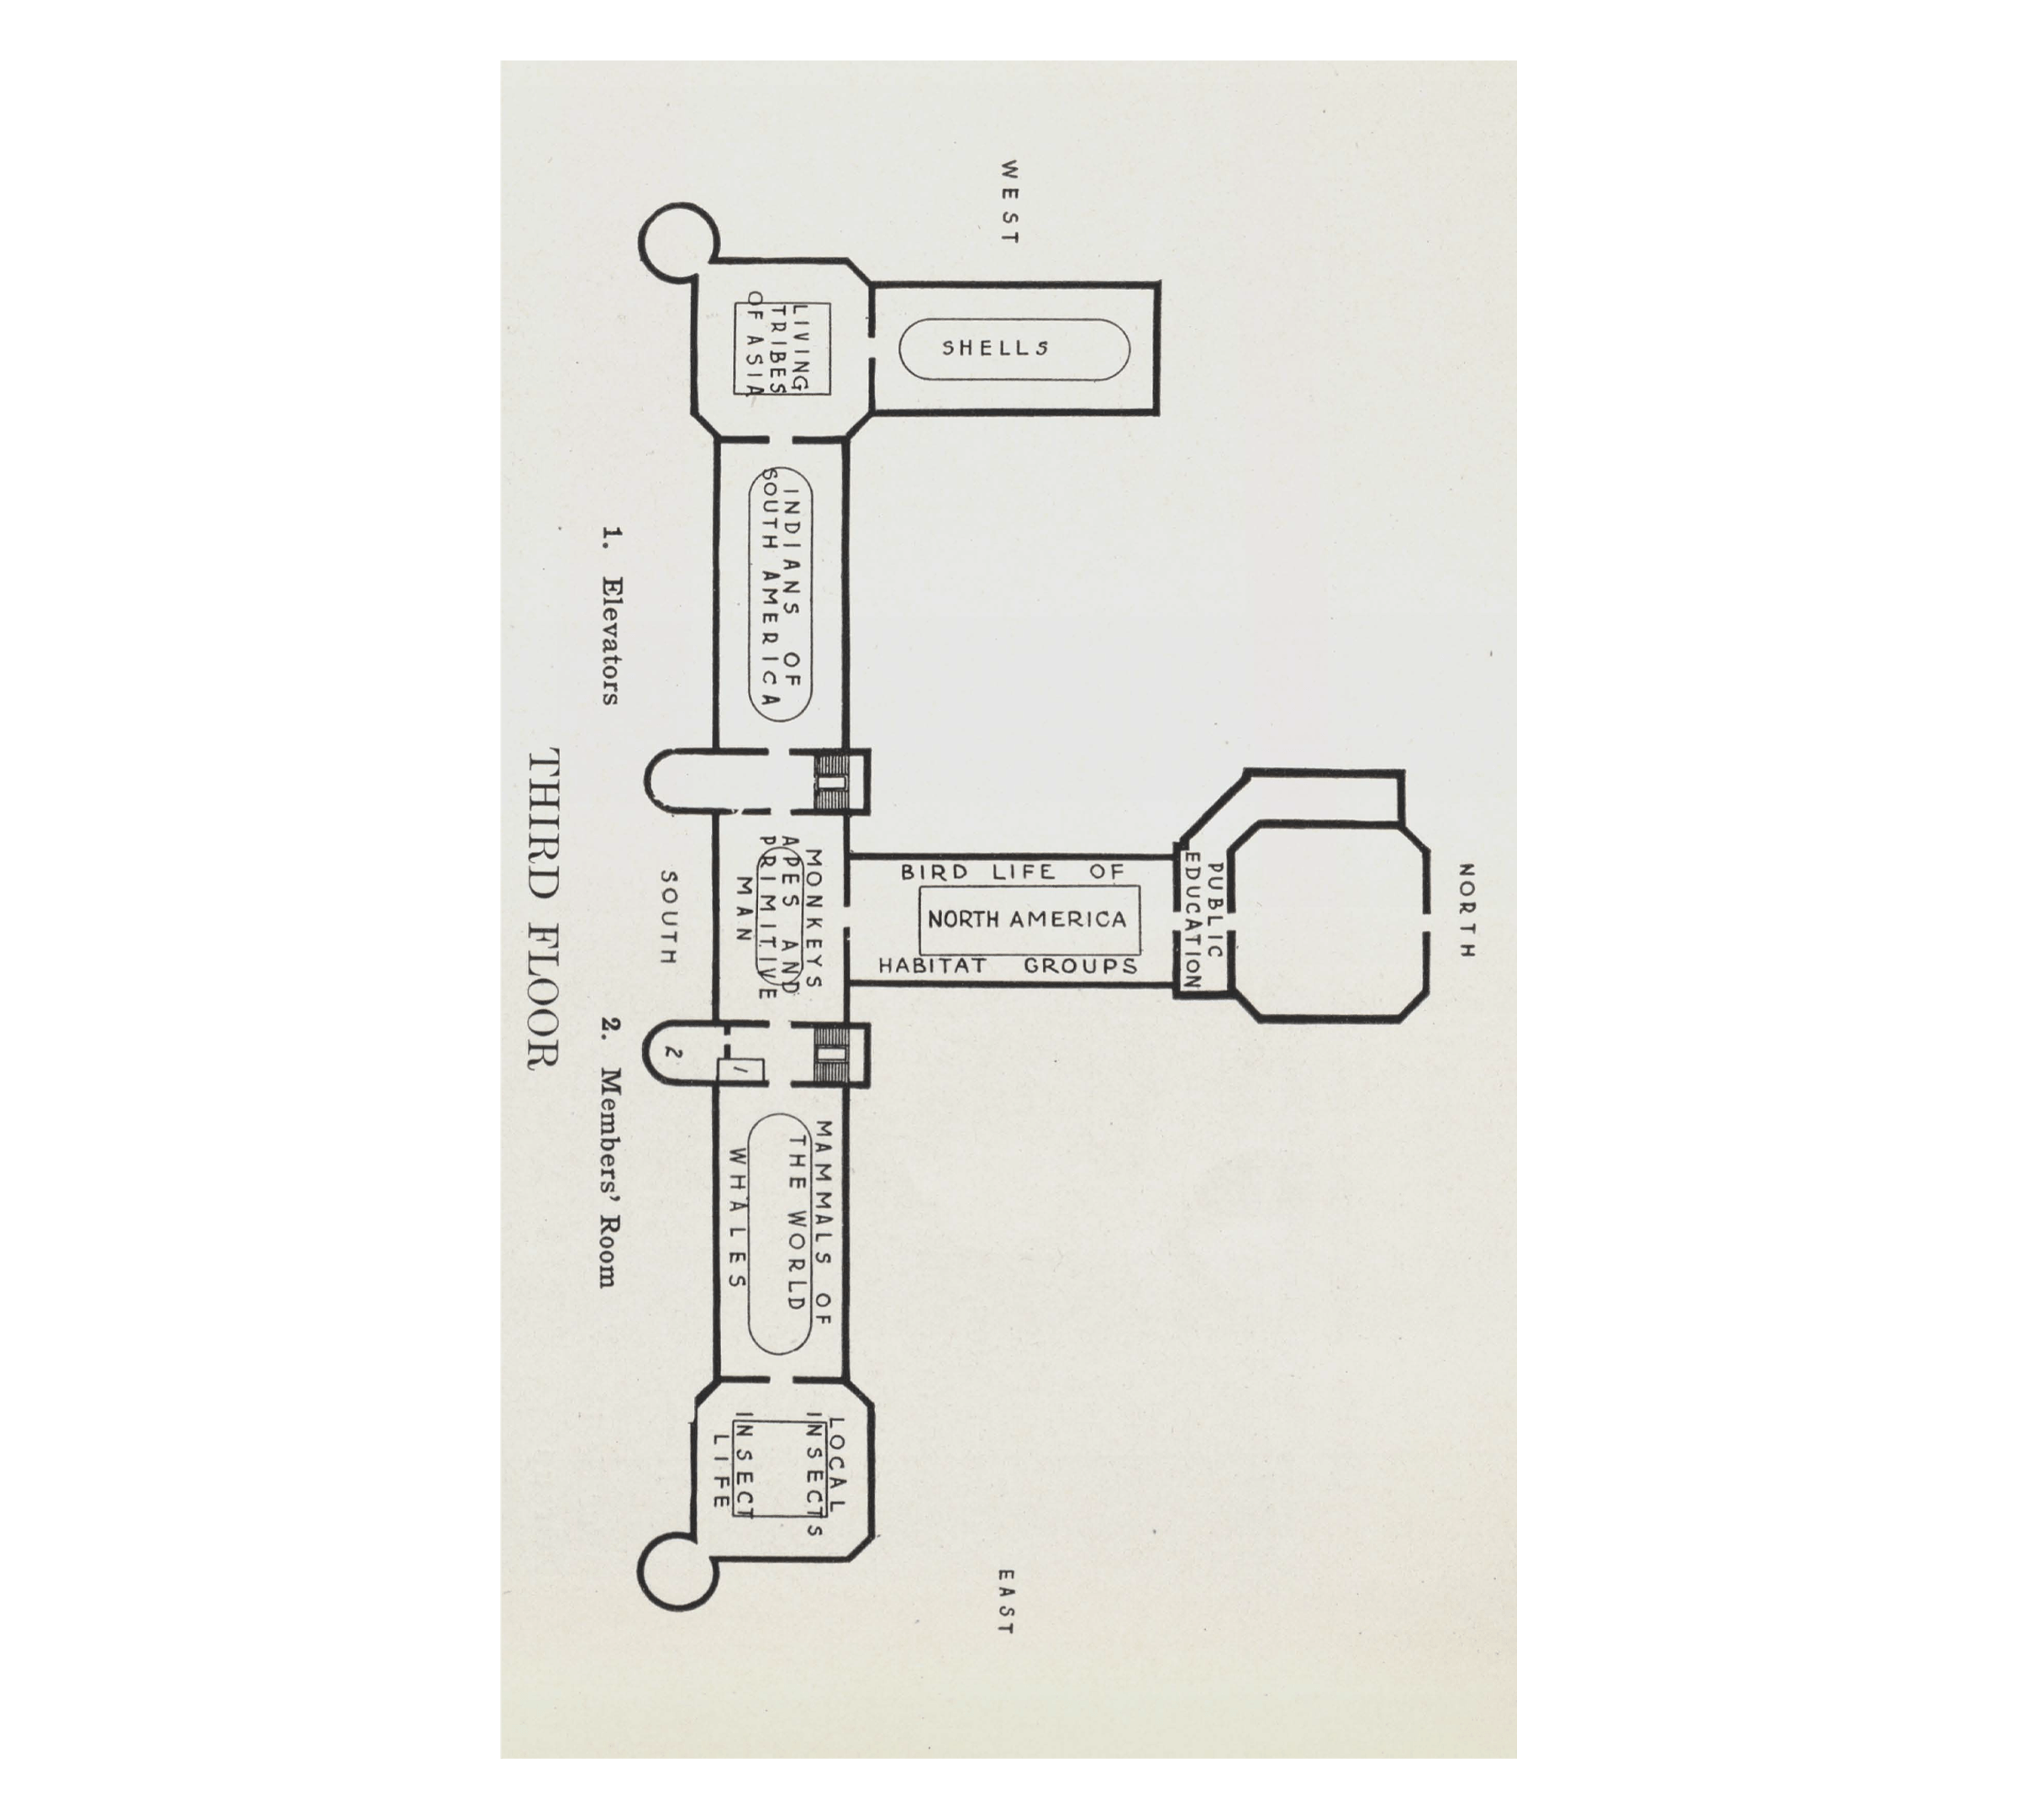 NORTH
WEST
EAST
SOUTH
SHELLS
LIVING
TRIBES
OF ASIA
INDIANS OF
SOUTH AMERICA
PUBLIC
EDUCATION
BIRD LIFE OF
NORTH AMERICA
HABITAT GROUPS
MONKEYS
APES AND
PRIMITIVE
MAN
1
2
MAMMALS OF
THE WORLD
WHALES
LOCAL
INSECTS
INSECT
LIFE
1. Elevators
2. Members' Room
THIRD FLOOR